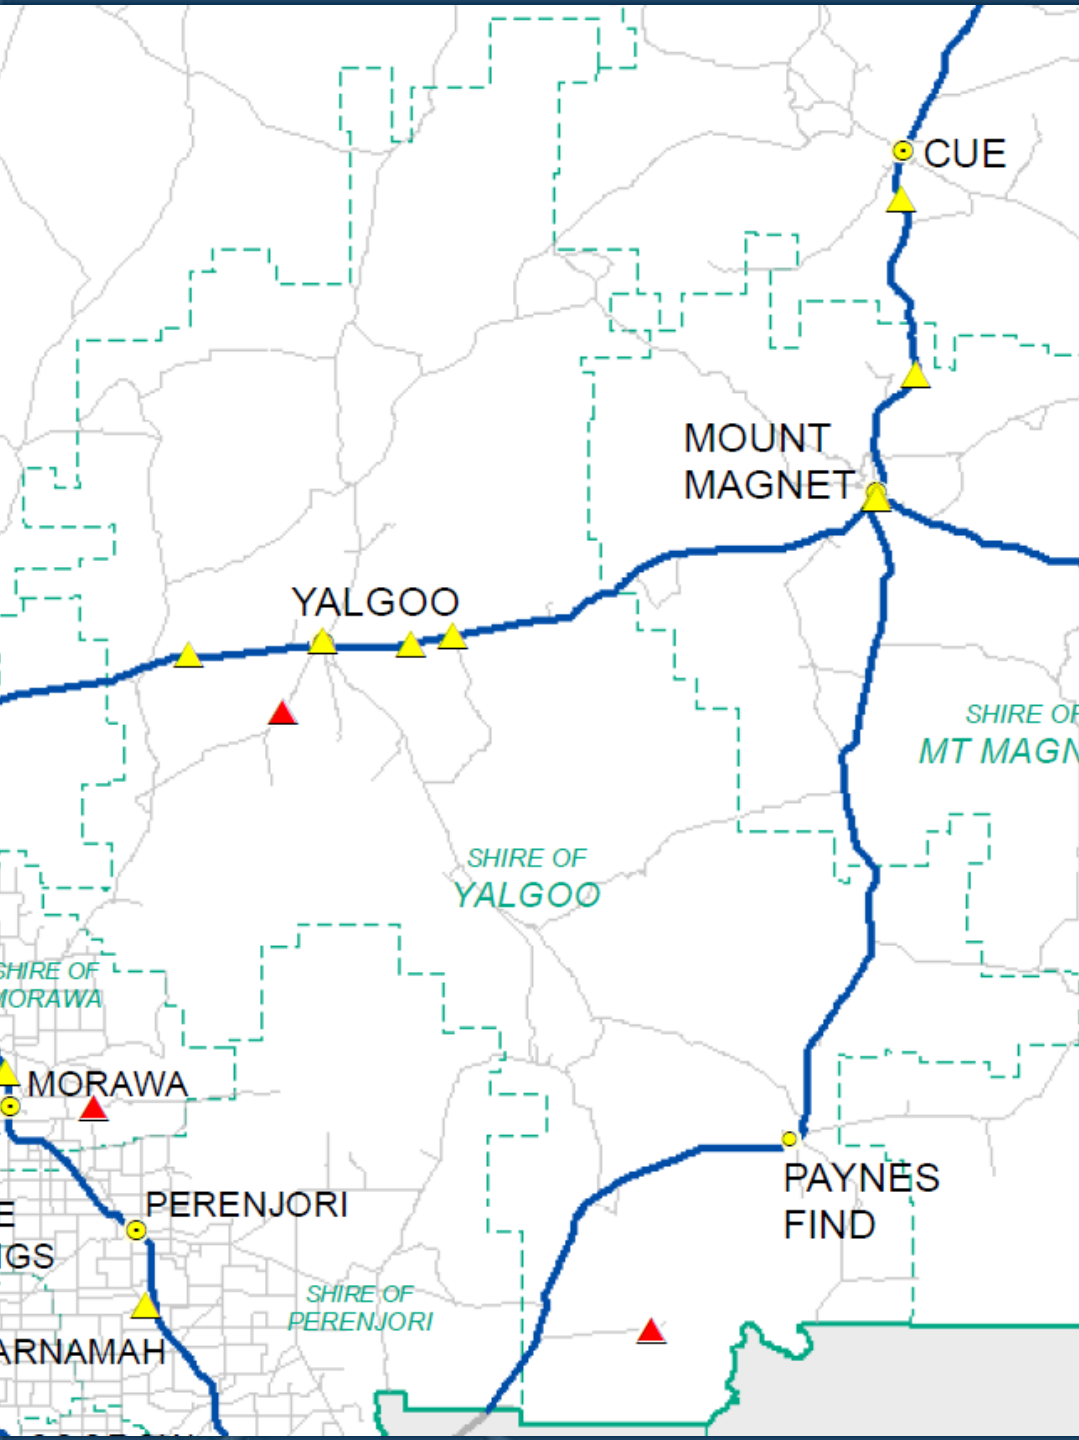 CUE
MOUNT
MAGNET
YALGOO
SHIRE OF
MT MAGN
SHIRE OF
YALGOO
SHIRE OF
MORAWA
MORAWA
PERENJORI
PAYNES
FIND
E
GS
SHIRE OF
PERENJORI
ARNAMAH